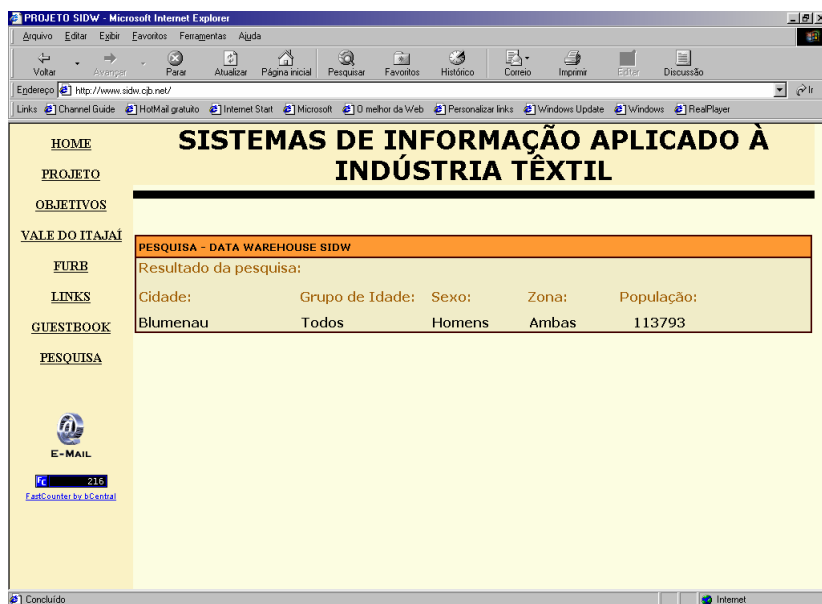 PROJETO SIDW - Microsoft Internet Explorer
Arquivo Editar Exibir Favoritos Ferramentas Ajuda
Voltar Avançar Parar Atualizar Página inicial Pesquisar Favoritos Histórico Correio Imprimir Editar Discussão
Endereço http://www.sidw.cjb.net/ Ir
Links Channel Guide HotMail gratuito Internet Start Microsoft O melhor da Web Personalizar links Windows Update Windows RealPlayer
HOME
PROJETO
OBJETIVOS
VALE DO ITAJAÍ
FURB
LINKS
GUESTBOOK
PESQUISA
E-MAIL
FC 216
FastCounter by bCentral
SISTEMAS DE INFORMAÇÃO APLICADO À
INDÚSTRIA TÊXTIL
PESQUISA - DATA WAREHOUSE SIDW
Resultado da pesquisa:
Cidade: Grupo de Idade: Sexo: Zona: População:
Blumenau Todos Homens Ambas 113793
Concluído Internet